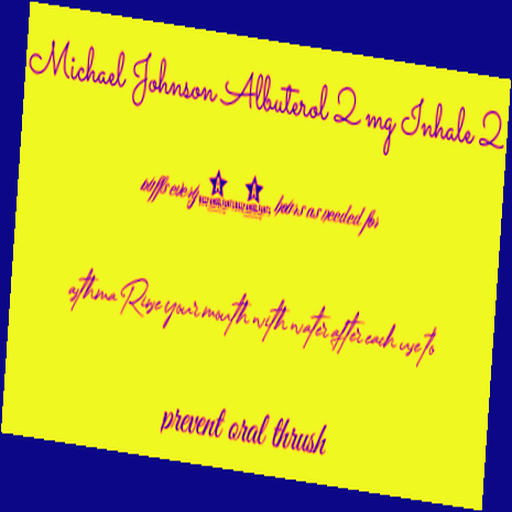 Michael Johnson Albuterol 2 mg Inhale 2
puffs every hours as needed for
asthma Rinse your mouth with water after each use to
prevent oral thrush